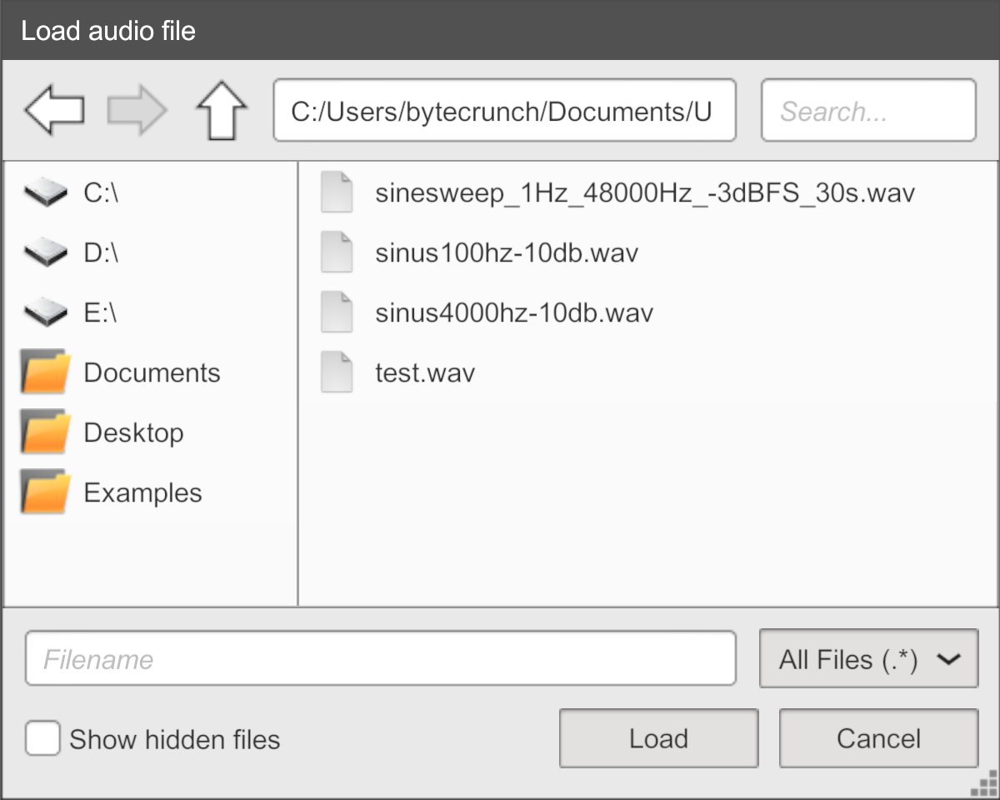 Load audio file
C:/Users/bytecrunch/Documents/U
Search...
C:\
D:\
E:\
Documents
Desktop
Examples
sinesweep_1Hz_48000Hz_-3dBFS_30s.wav
sinus100hz-10db.wav
sinus4000hz-10db.wav
test.wav
Filename
All Files (.*)
Show hidden files
Load
Cancel